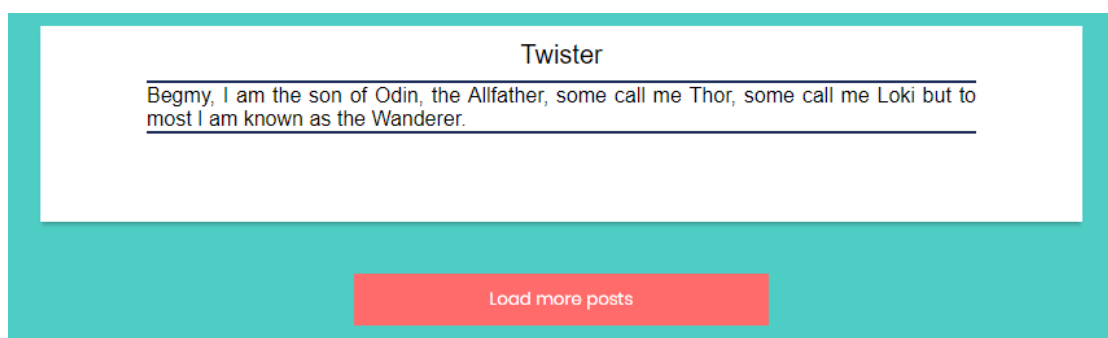 Twister
Begmy, I am the son of Odin, the Allfather, some call me Thor, some call me Loki but to
most I am known as the Wanderer.
Load more posts